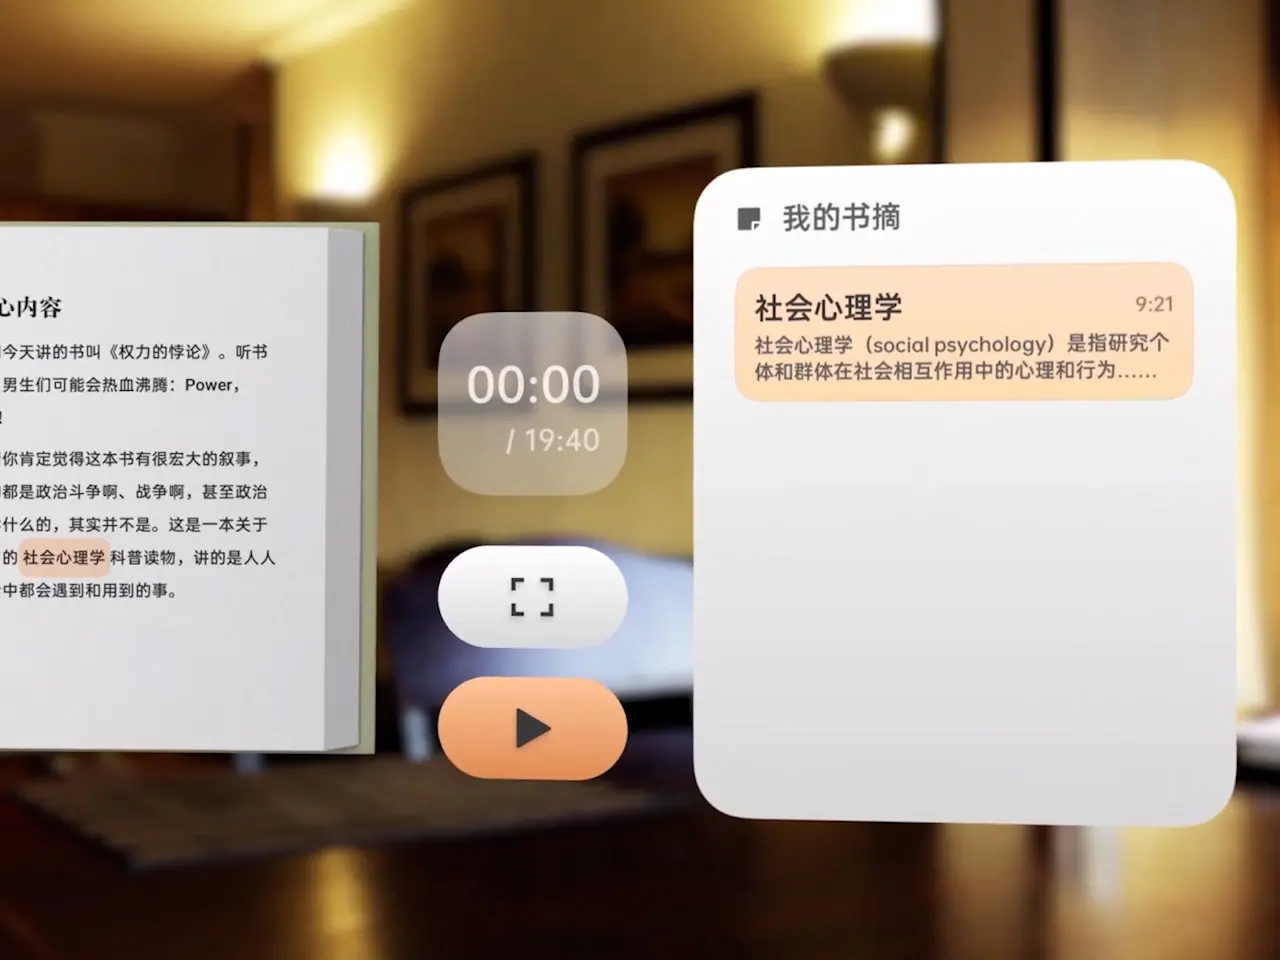 心内容
今天讲的书叫《权力的悖论》。听书
男生们可能会热血沸腾：Power，
！
你肯定觉得这本书有很宏大的叙事，
都是政治斗争啊、战争啊，甚至政治
什么的，其实并不是。这是一本关于
的 社会心理学 科普读物，讲的是人人
中都会遇到和用到的事。
00:00
/ 19:40
我的书摘
社会心理学
9:21
社会心理学（social psychology）是指研究个
体和群体在社会相互作用中的心理和行为……